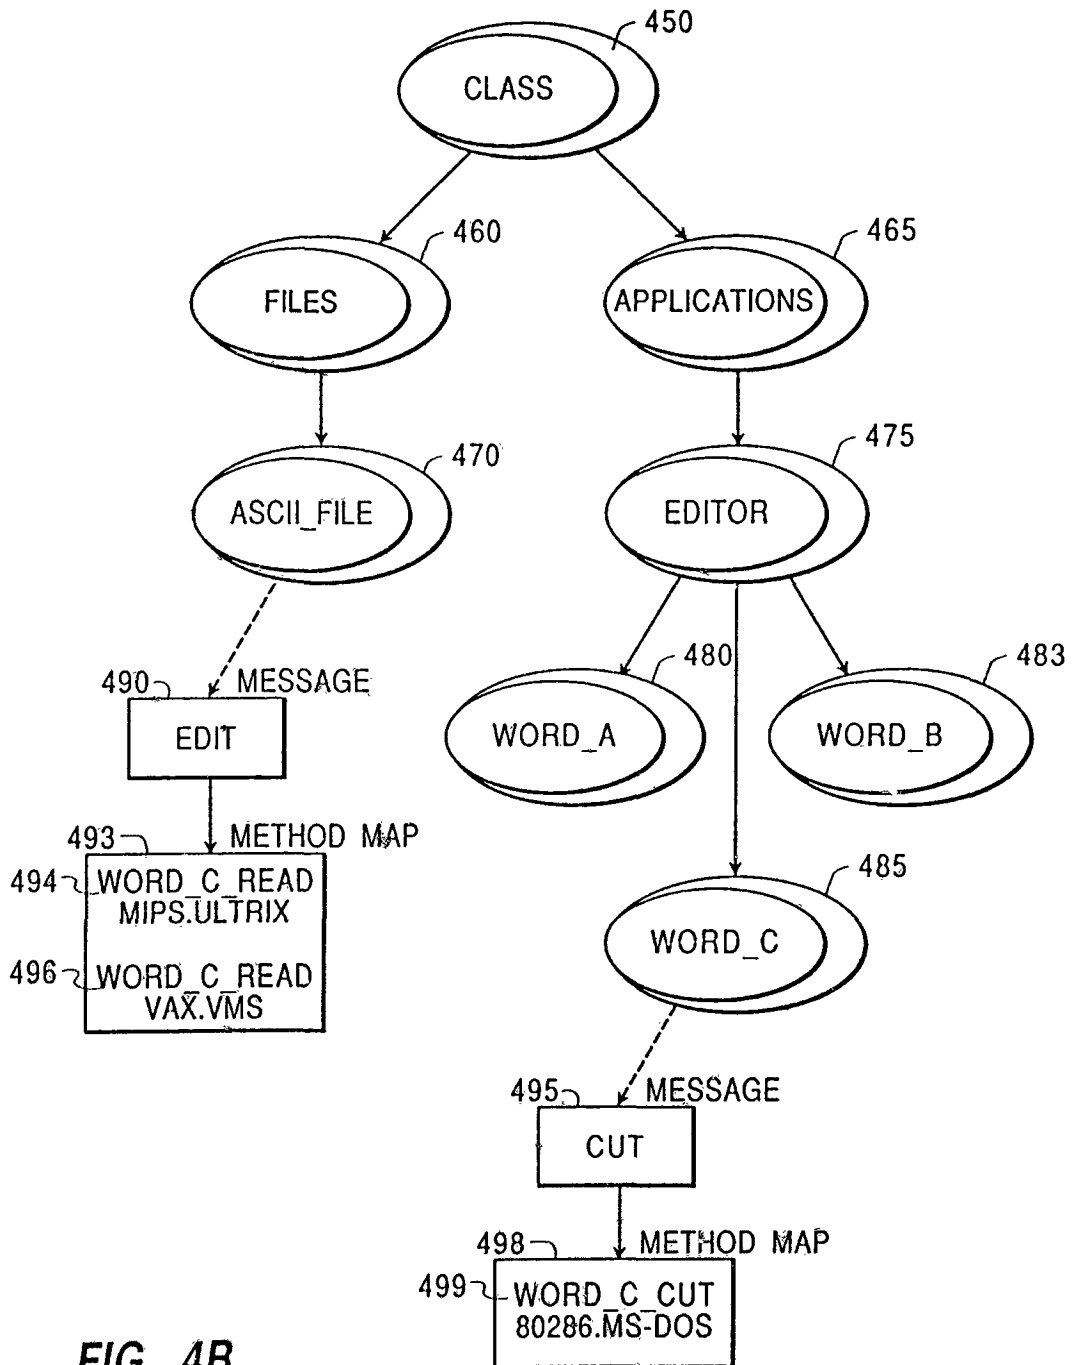 450
CLASS
460
465
FILES
APPLICATIONS
470
475
ASCII_FILE
EDITOR
480
483
490
MESSAGE
WORD_A
WORD_B
EDIT
493
METHOD MAP
485
494
WORD_C_READ
MIPS.ULTRIX
WORD_C
496
WORD_C_READ
VAX.VMS
495
MESSAGE
CUT
498
METHOD MAP
499
WORD_C_CUT
80286.MS-DOS
FIG. 4B